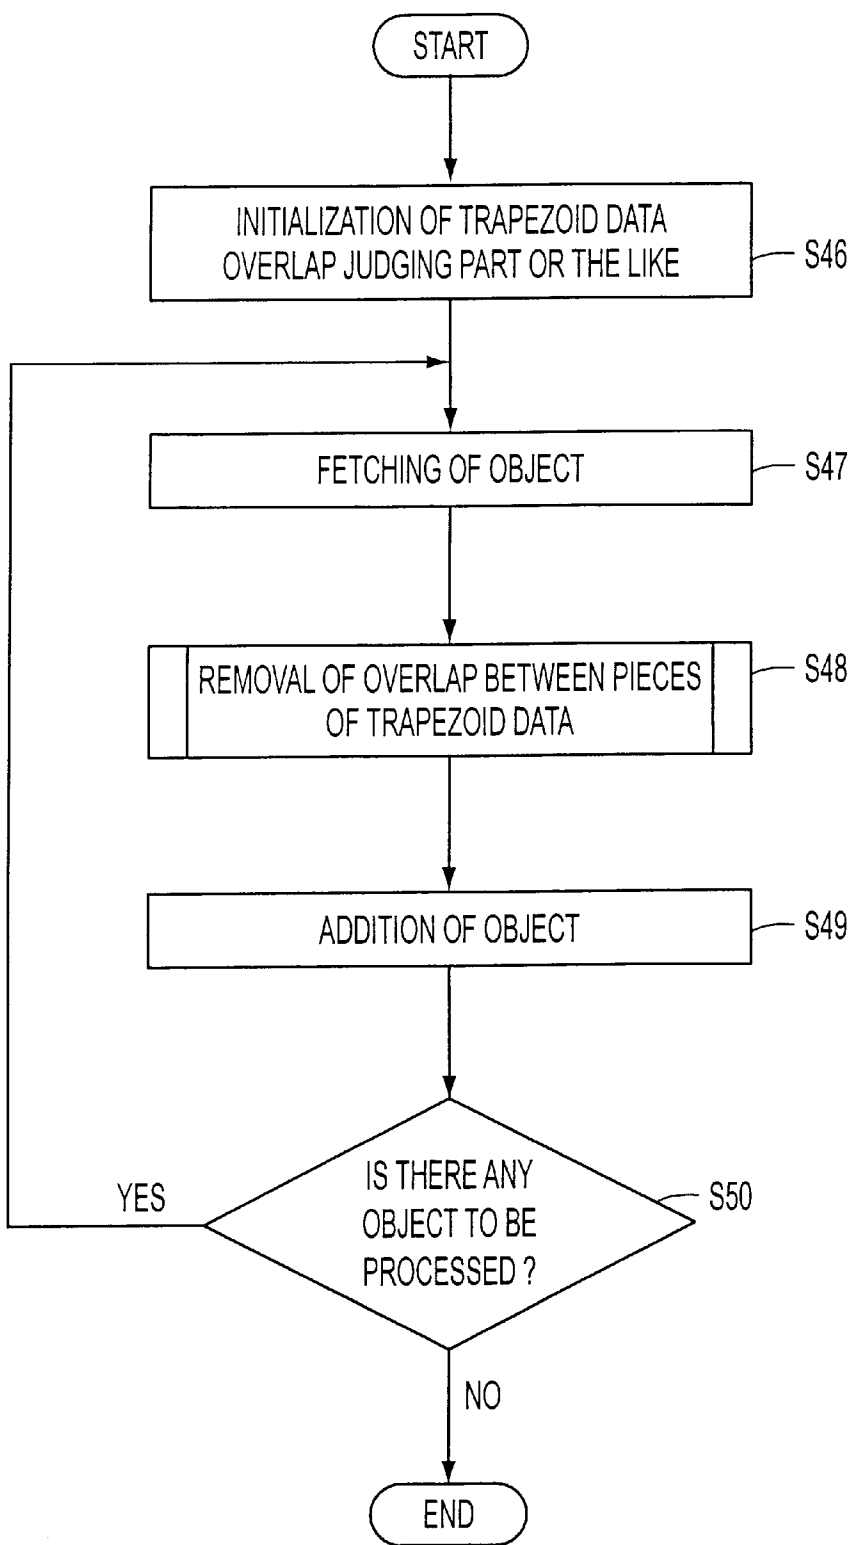 START
INITIALIZATION OF TRAPEZOID DATA
OVERLAP JUDGING PART OR THE LIKE
S46
FETCHING OF OBJECT
S47
REMOVAL OF OVERLAP BETWEEN PIECES
OF TRAPEZOID DATA
S48
ADDITION OF OBJECT
S49
IS THERE ANY
OBJECT TO BE
PROCESSED ?
S50
YES
NO
END